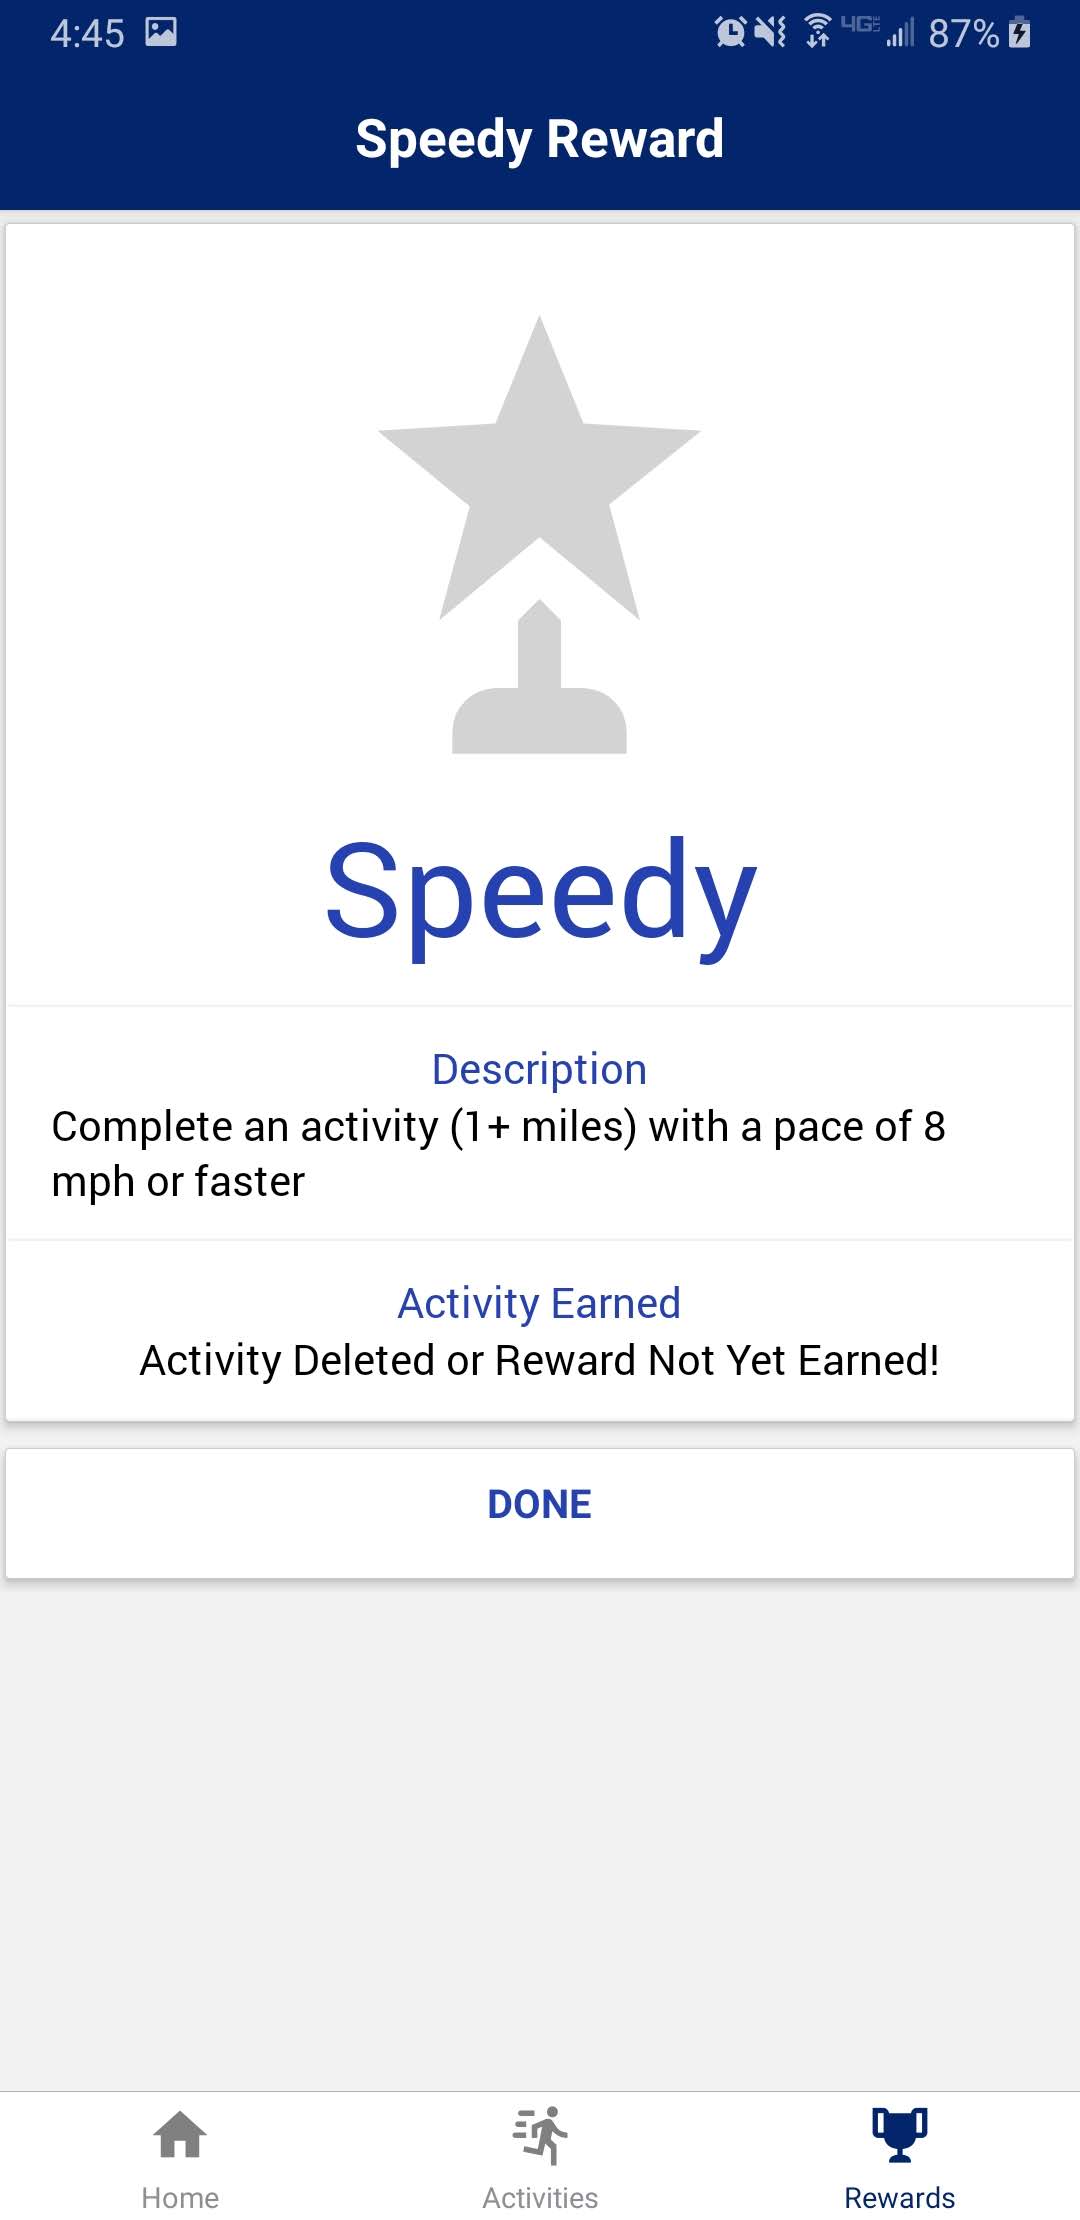 4:45
4G LTE 87%
Speedy Reward
Speedy
Description
Complete an activity (1+ miles) with a pace of 8
mph or faster
Activity Earned
Activity Deleted or Reward Not Yet Earned!
DONE
Home Activities Rewards